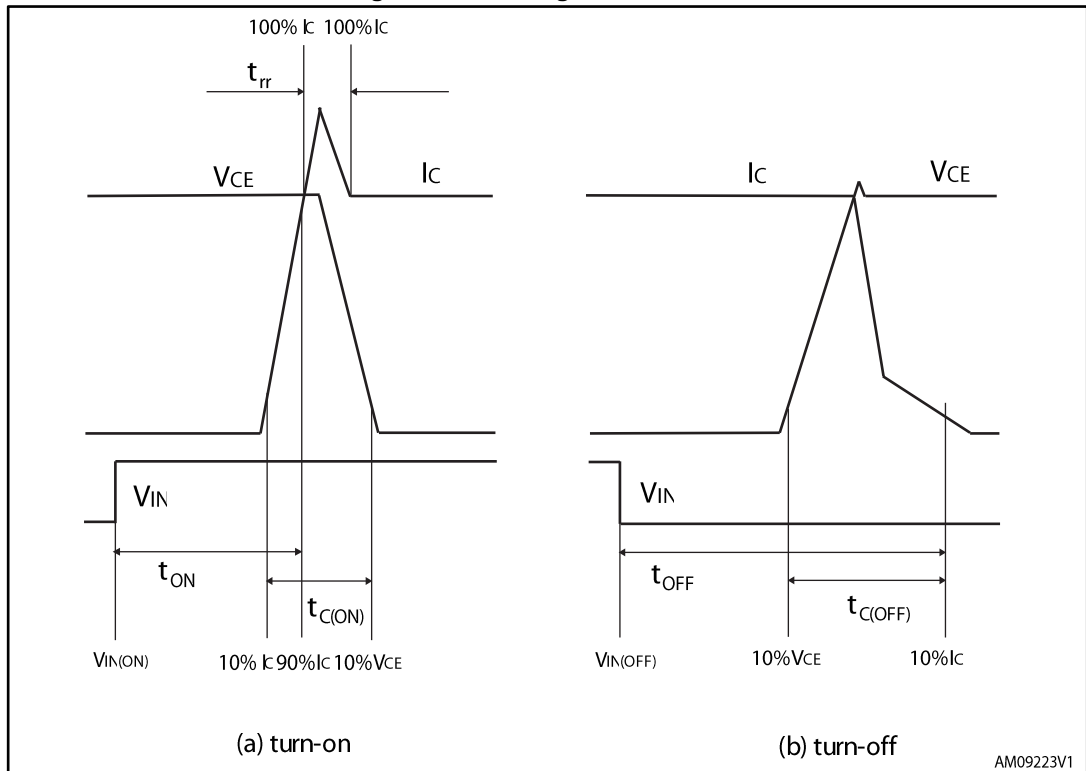 100% IC 100% IC
trr
VCE
IC
VIN
tON
tC(ON)
VIN(ON)
10% IC 90% IC 10% VCE
(a) turn-on
IC
VCE
VIN
tOFF
tC(OFF)
VIN(OFF)
10% VCE
10% IC
(b) turn-off
AM09223V1